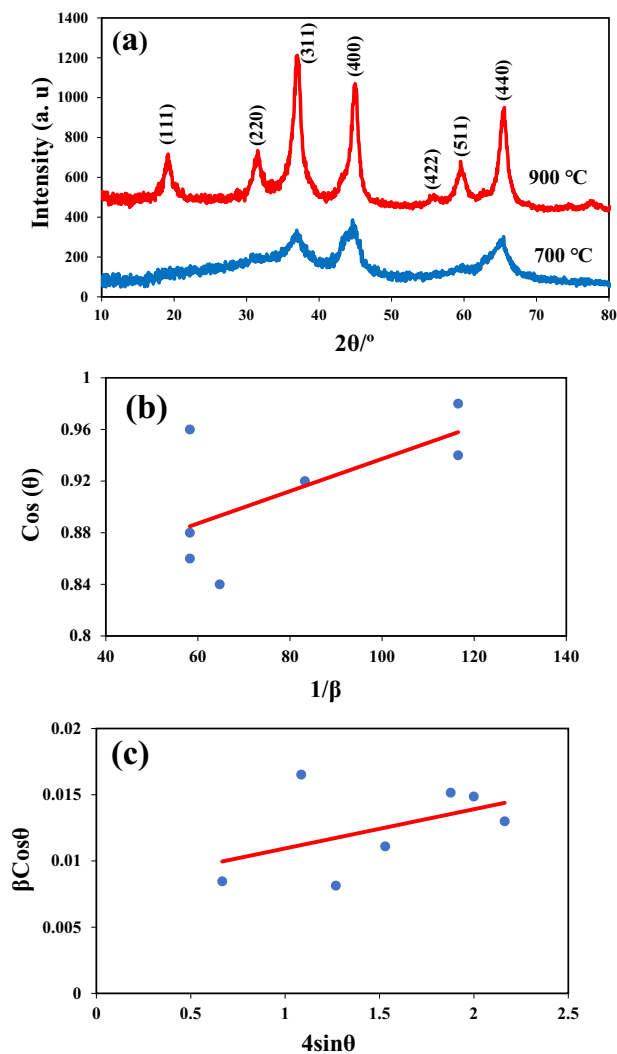 (a)
Intensity (a. u)
1400
1200
1000
800
600
400
200
0
(111)
(220)
(311)
(400)
(422)
(511)
(440)
900 °C
700 °C
10 20 30 40 50 60 70 80
2θ/º
(b)
Cos (θ)
1
0.96
0.92
0.88
0.84
0.8
40 60 80 100 120 140
1/β
(c)
βCosθ
0.02
0.015
0.01
0.005
0
0 0.5 1 1.5 2 2.5
4sinθ